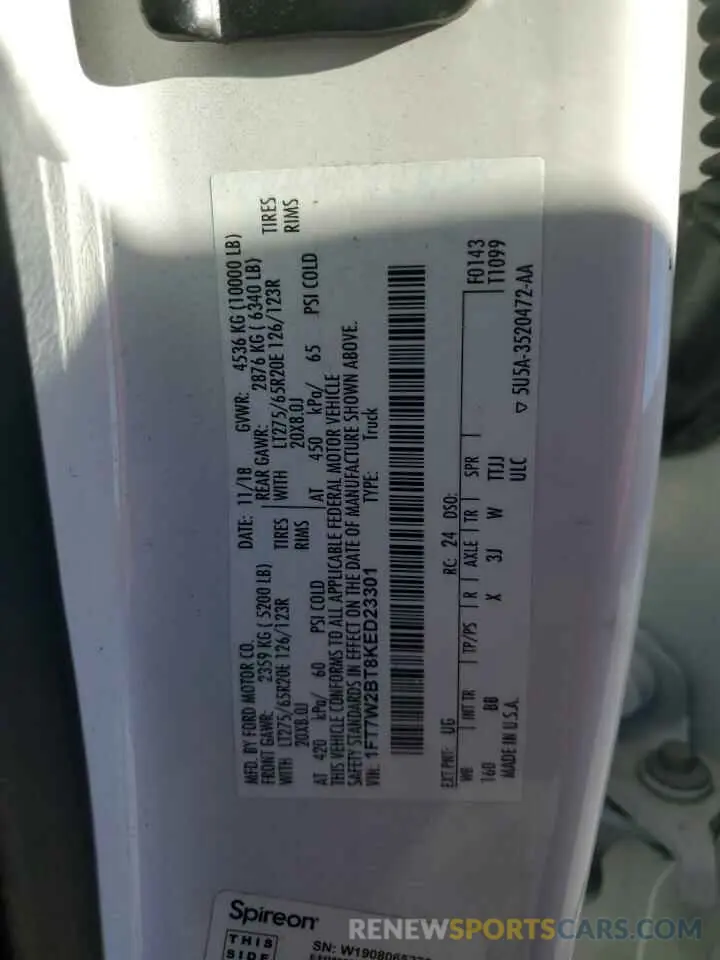 MFD. BY FORD MOTOR CO.
DATE: 11/18 GVWR: 4536 KG (10000 LB)
FRONT GAWR: 2359 KG ( 5200 LB)
REAR GAWR: 2876 KG ( 6340 LB)
WITH LT275/65R20E 126/123R TIRES
WITH LT275/65R20E 126/123R TIRES
20X8.0J RIMS
20X8.0J RIMS
AT 420 kPa/ 60 PSI COLD
AT 450 kPa/ 65 PSI COLD
THIS VEHICLE CONFORMS TO ALL APPLICABLE FEDERAL MOTOR VEHICLE
SAFETY STANDARDS IN EFFECT ON THE DATE OF MANUFACTURE SHOWN ABOVE.
VIN: 1FT7W2BT8KED23301 TYPE: Truck
F0143
T1099
EXT PNT: UG RC: 24 DSO:
WB INT TR TP/PS R AXLE TR SPR
160 BB X 3J W TTJJ
MADE IN U.S.A. ULC
▽ 5U5A-3520472-AA
Spireon
THIS
SIDE
RENEWSPORTSCARS.COM